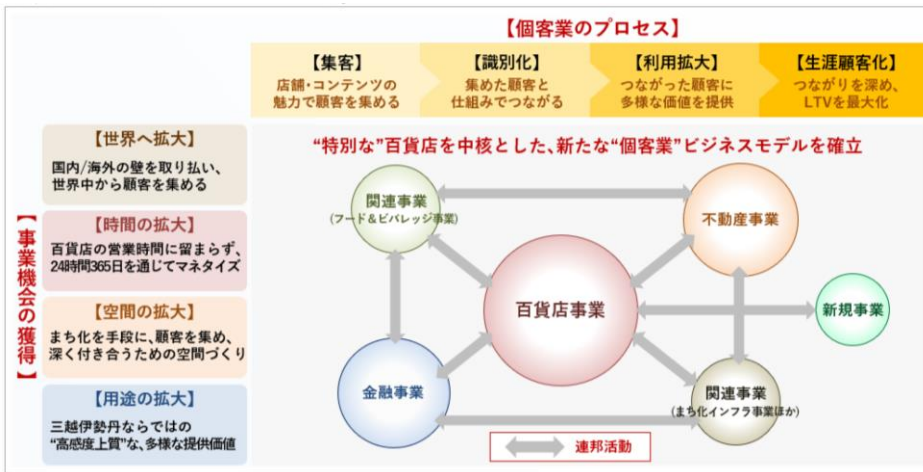 【個客業のプロセス】
【集客】
店舗・コンテンツの
魅力で顧客を集める
【識別化】
集めた顧客と
仕組みでつながる
【利用拡大】
つながった顧客に
多様な価値を提供
【生涯顧客化】
つながりを深め、
LTVを最大化
【事業機会の獲得】
【世界へ拡大】
国内/海外の壁を取り払い、
世界中から顧客を集める
【時間の拡大】
百貨店の営業時間に留まらず、
24時間365日を通じてマネタイズ
【空間の拡大】
まち化を手段に、顧客を集め、
深く付き合うための空間づくり
【用途の拡大】
三越伊勢丹ならではの
“高感度上質”な、多様な提供価値
“特別な”百貨店を中核とした、新たな“個客業”ビジネスモデルを確立
関連事業
(フード＆ビバレッジ事業)
不動産事業
百貨店事業
新規事業
金融事業
関連事業
(まち化インフラ事業ほか)
連邦活動